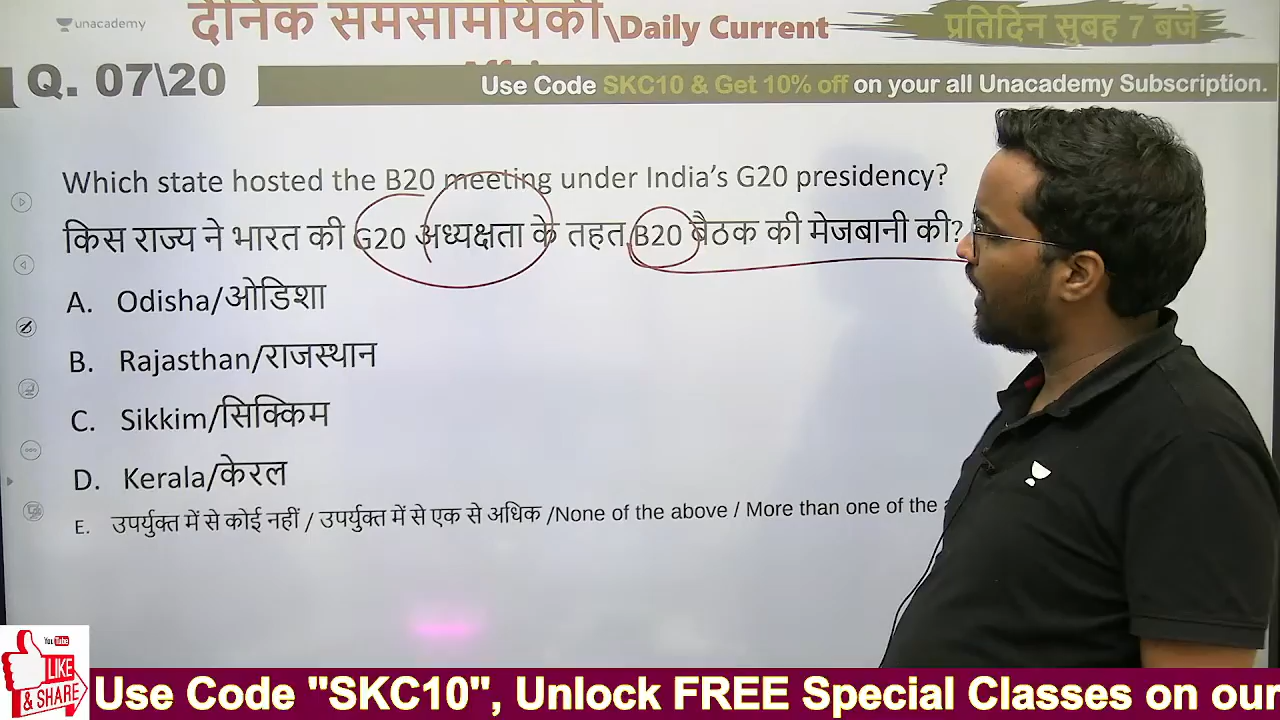 unacademy
दैनिक समसामयिकी\Daily Current
प्रतिदिन सुबह 7 बजे
Q. 07\20
Use Code SKC10 & Get 10% off on your all Unacademy Subscription.
Which state hosted the B20 meeting under India's G20 presidency?
किस राज्य ने भारत की G20 अध्यक्षता के तहत B20 बैठक की मेजबानी की?
A. Odisha/ओडिशा
B. Rajasthan/राजस्थान
C. Sikkim/सिक्किम
D. Kerala/केरल
E. उपर्युक्त में से कोई नहीं / उपर्युक्त में से एक से अधिक /None of the above / More than one of the
You Tube
LIKE
& SHARE
Use Code "SKC10", Unlock FREE Special Classes on our